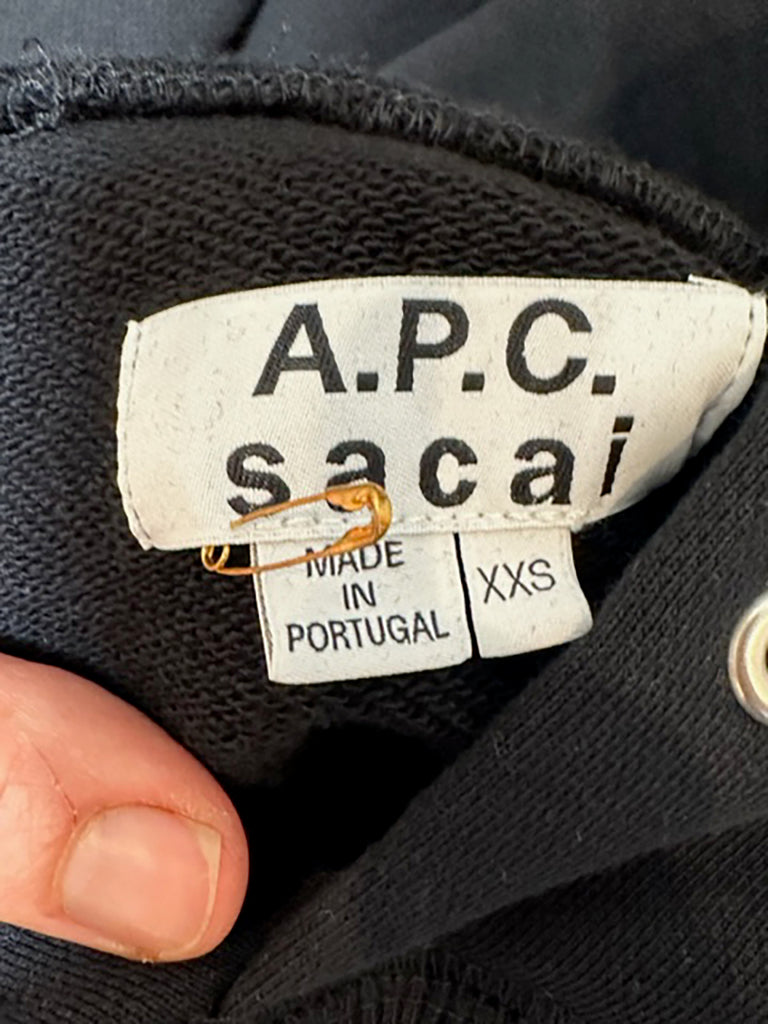 A.P.C.
sacai
MADE
IN
PORTUGAL
XXS